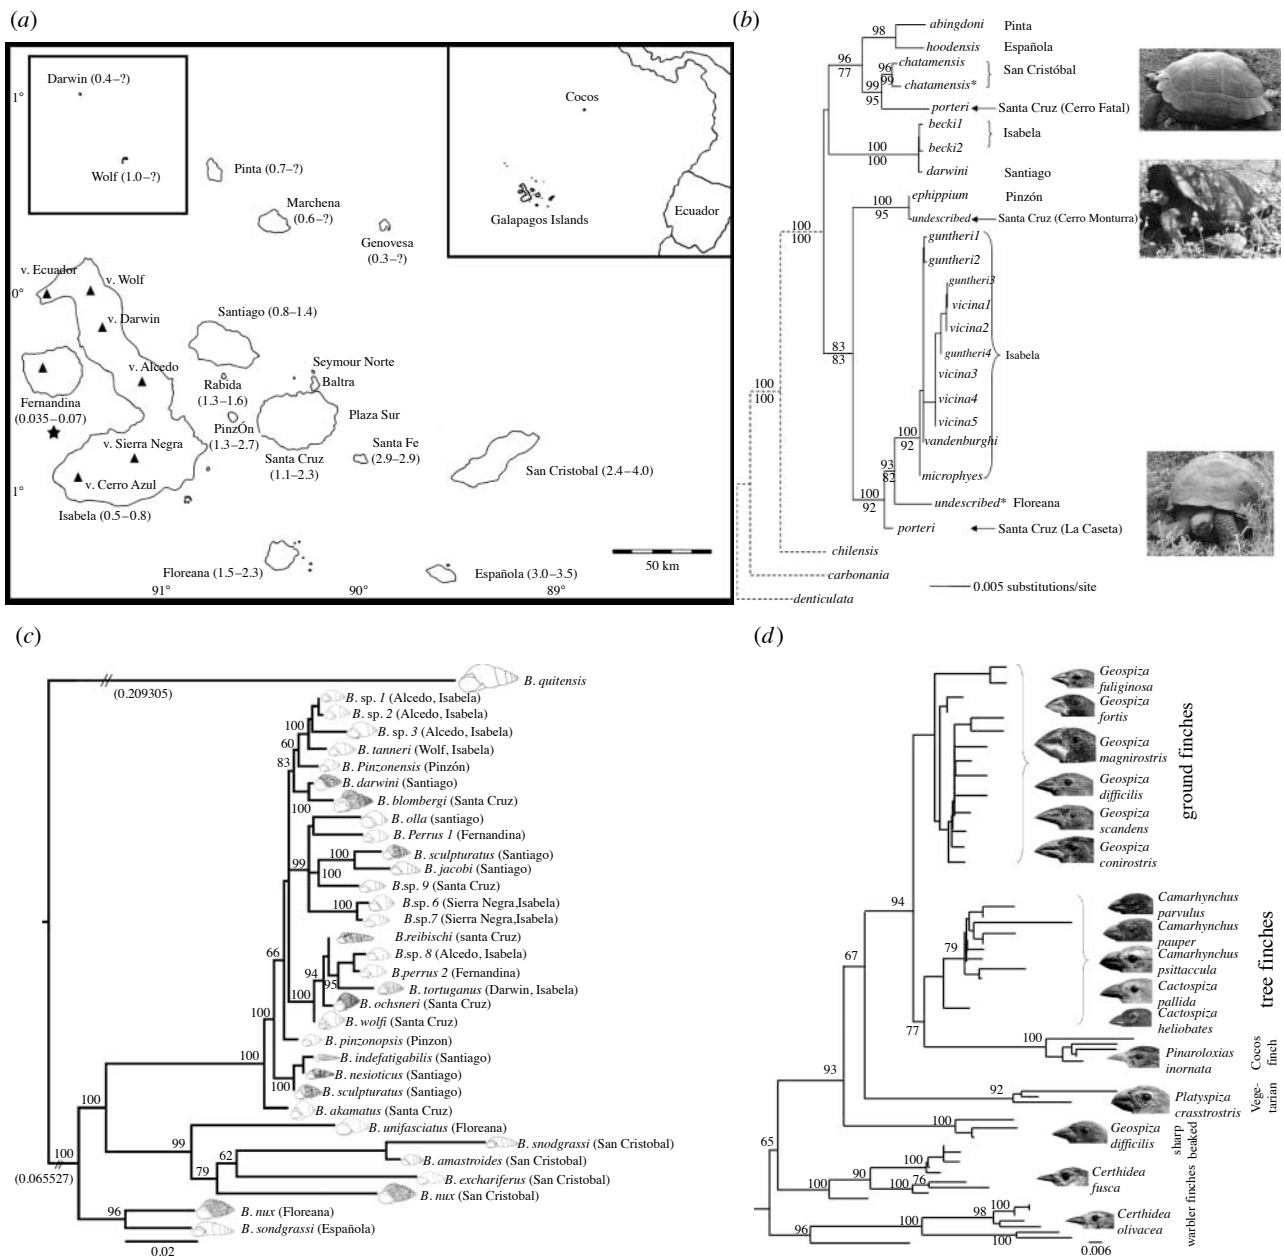 (a)
Darwin (0.4–?)
1°
Wolf (1.0–?)
Pinta (0.7–?)
Marchena
(0.6–?)
Genovesa
(0.3–?)
Cocos
Galapagos Islands
Ecuador
v. Ecuador
v. Wolf
0°
v. Darwin
Santiago (0.8–1.4)
v. Alcedo
Seymour Norte
Baltra
Rabida
(1.3–1.6)
Fernandina
(0.035–0.07)
PinzÓn
(1.3–2.7)
Plaza Sur
v. Sierra Negra
Santa Cruz
(1.1–2.3)
Santa Fe
(2.9–2.9)
San Cristobal (2.4–4.0)
v. Cerro Azul
1°
Isabela (0.5–0.8)
50 km
Floreana (1.5–2.3)
Española (3.0–3.5)
91°
90°
89°
(b)
98
abingdoni Pinta
hoodensis Española
96
77
96
99
chatamensis
San Cristóbal
chatamensis*
99
95
porteri Santa Cruz (Cerro Fatal)
becki1
Isabela
100
100
becki2
darwini Santiago
ephippium Pinzón
100
95
undescribed Santa Cruz (Cerro Monturra)
100
100
guntheri1
guntheri2
guntheri3
vicina1
vicina2
83
83
guntheri4
Isabela
vicina3
100
100
vicina4
vicina5
100
92
vandenburghi
93
82
microphyes
100
92
undescribed* Floreana
porteri Santa Cruz (La Caseta)
chilensis
carbonania
0.005 substitutions/site
denticulata
(c)
(0.209305)
B. quitensis
B. sp. 1 (Alcedo, Isabela)
B. sp. 2 (Alcedo, Isabela)
100
B. sp. 3 (Alcedo, Isabela)
60
B. tanneri (Wolf, Isabela)
83
B. Pinzonensis (Pinzón)
B. darwini (Santiago)
B. blombergi (Santa Cruz)
100
B. olla (santiago)
B. Perrus 1 (Fernandina)
100
B. sculpturatus (Santiago)
99
B. jacobi (Santiago)
100
B.sp. 9 (Santa Cruz)
100
B.sp. 6 (Sierra Negra,Isabela)
B.sp.7 (Sierra Negra,Isabela)
B.reibischi (santa Cruz)
66
B.sp. 8 (Alcedo, Isabela)
94
B.perrus 2 (Fernandina)
95
B. tortuganus (Darwin, Isabela)
100
B. ochsneri (Santa Cruz)
100
B. wolfi (Santa Cruz)
B. pinzonopsis (Pinzon)
100
B. indefatigabilis (Santiago)
B. nesioticus (Santiago)
100
B. sculpturatus (Santiago)
100
B. akamatus (Santa Cruz)
B. unifasciatus (Floreana)
99
B. snodgrassi (San Cristobal)
100
62
B. amastroides (San Cristobal)
(0.065527)
79
B. exchariferus (San Cristobal)
B. nux (San Cristobal)
B. nux (Floreana)
96
B. sondgrassi (Española)
0.02
(d)
Geospiza
fuliginosa
Geospiza
fortis
Geospiza
magnirostris
Geospiza
difficilis
Geospiza
scandens
Geospiza
conirostris
ground finches
94
Camarhynchus
parvulus
Camarhynchus
pauper
79
Camarhynchus
psittaccula
67
Cactospiza
pallida
Cactospiza
heliobates
tree finches
77
100
Pinaroloxias
inornata
Cocos
finch
93
92
Platyspiza
crasstrostris
Vege-
tarian
100
Geospiza
difficilis
sharp
beaked
65
100
90
Certhidea
fusca
76
100
100
warbler finches
98
Certhidea
olivacea
100
96
100
0.006